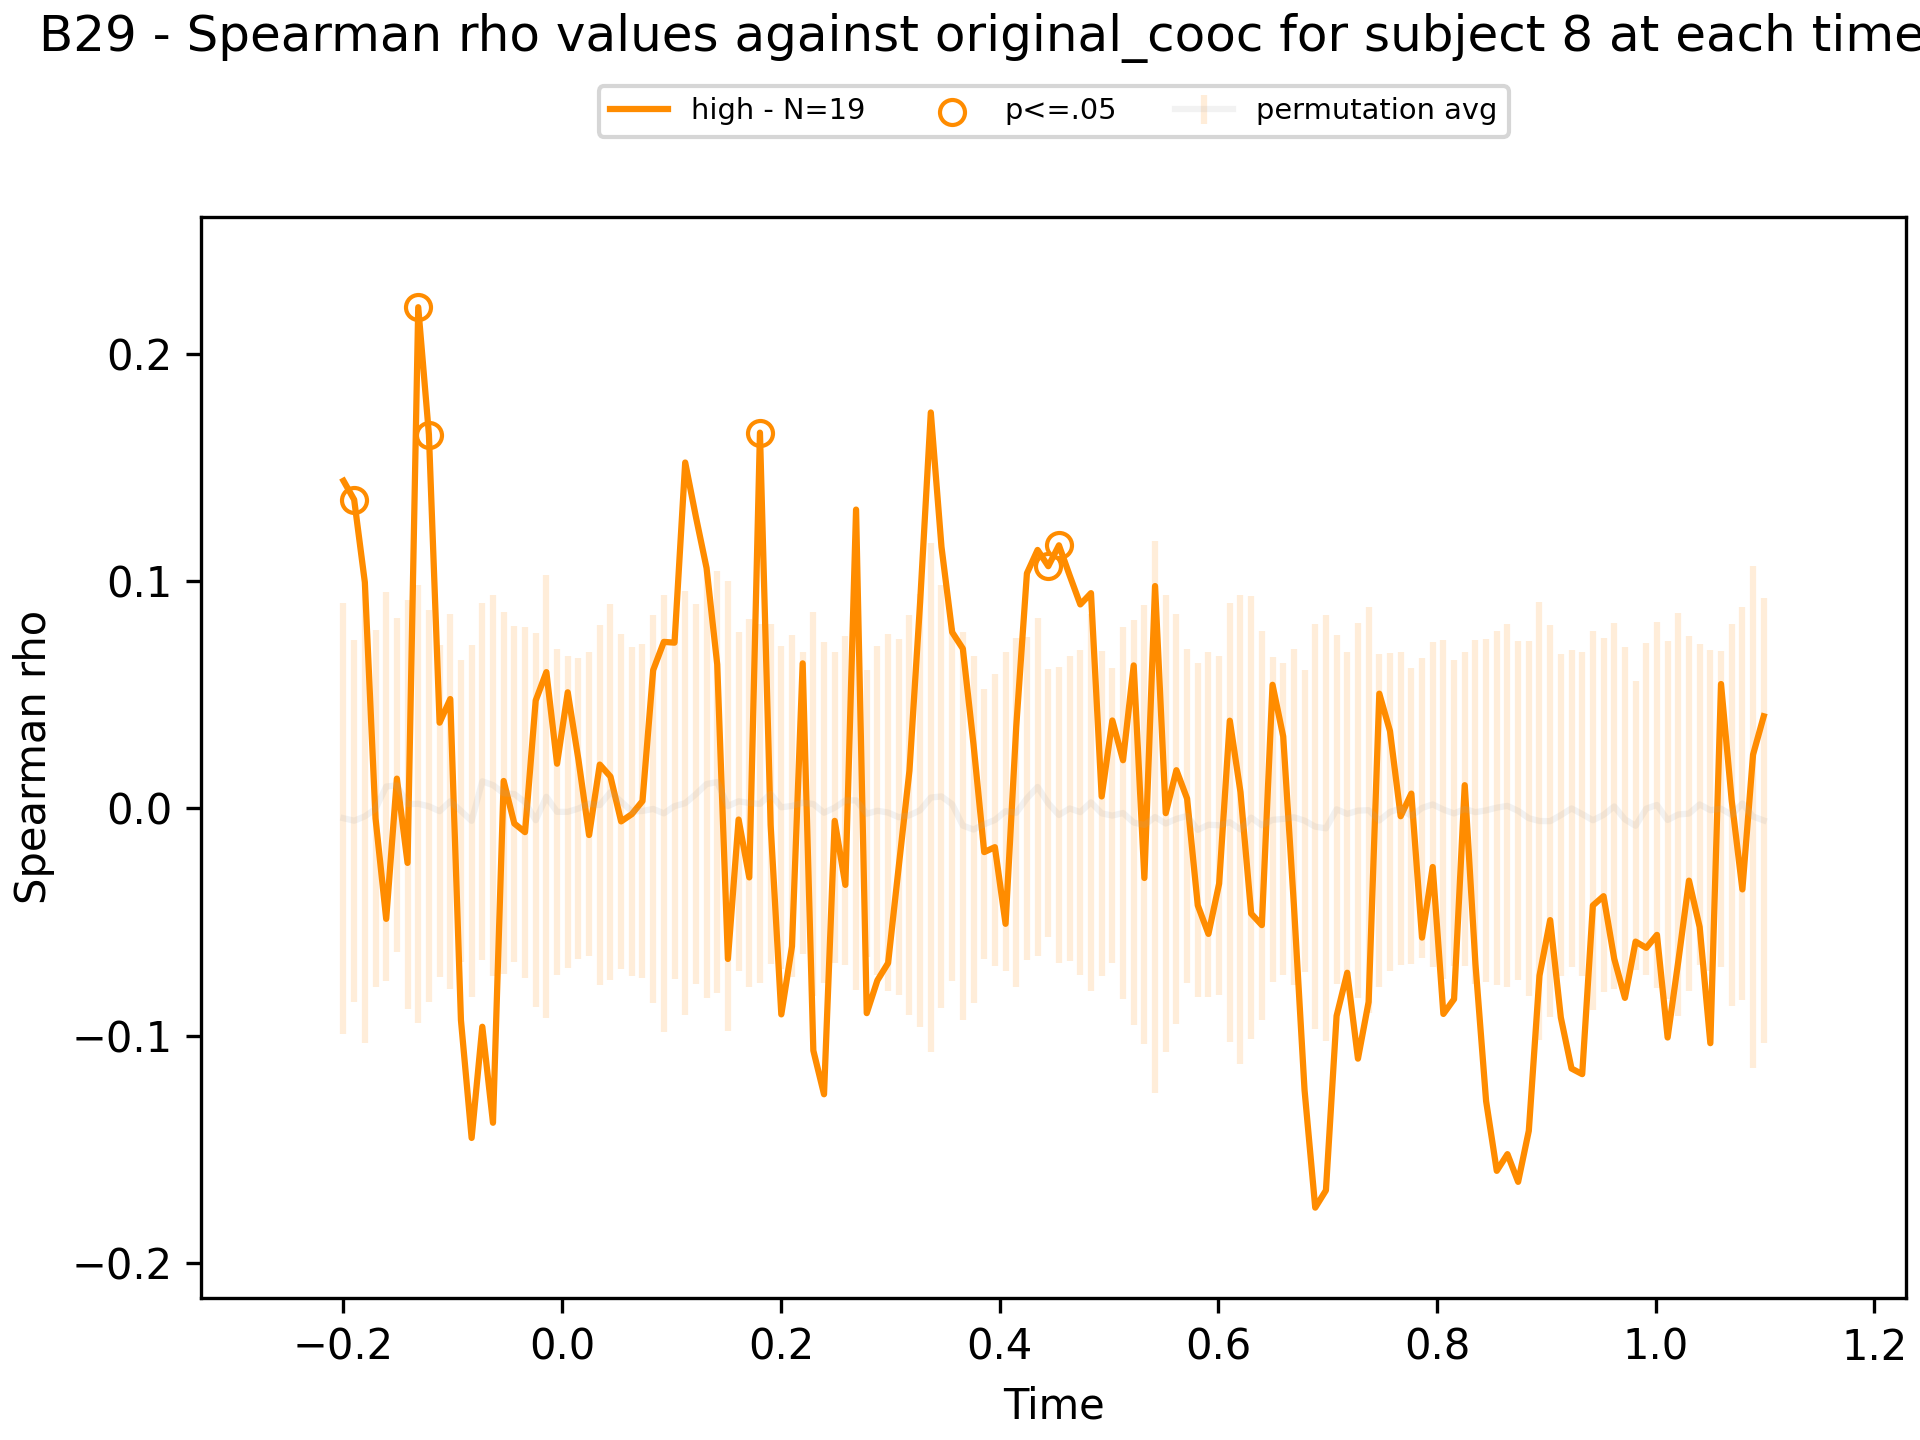 B29 - Spearman rho values against original_cooc for subject 8 at each time
high - N=19 p<=.05 permutation avg
Spearman rho
0.2
0.1
0.0
−0.1
−0.2
−0.2 0.0 0.2 0.4 0.6 0.8 1.0 1.2
Time